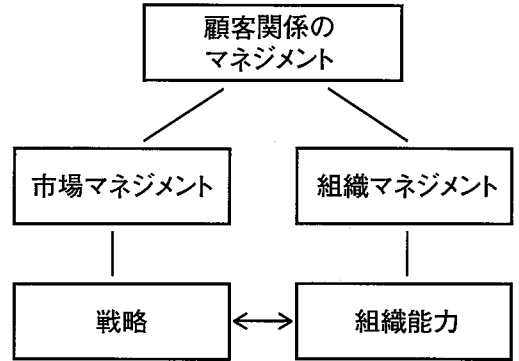 顧客関係の
マネジメント
市場マネジメント
組織マネジメント
戦略
組織能力